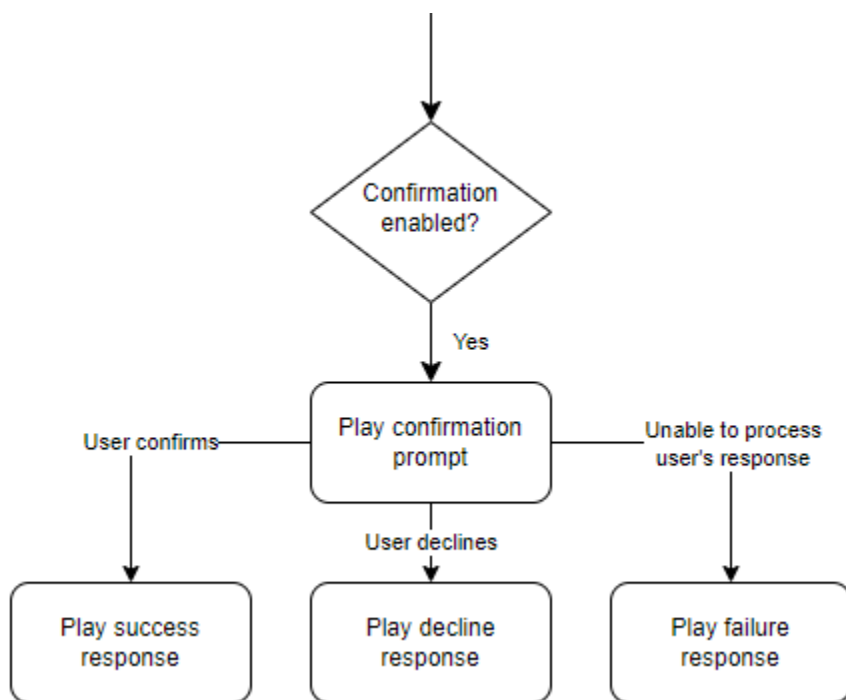 Confirmation
enabled?
Yes
Play confirmation
prompt
User confirms
Unable to process
user's response
User declines
Play success
response
Play decline
response
Play failure
response